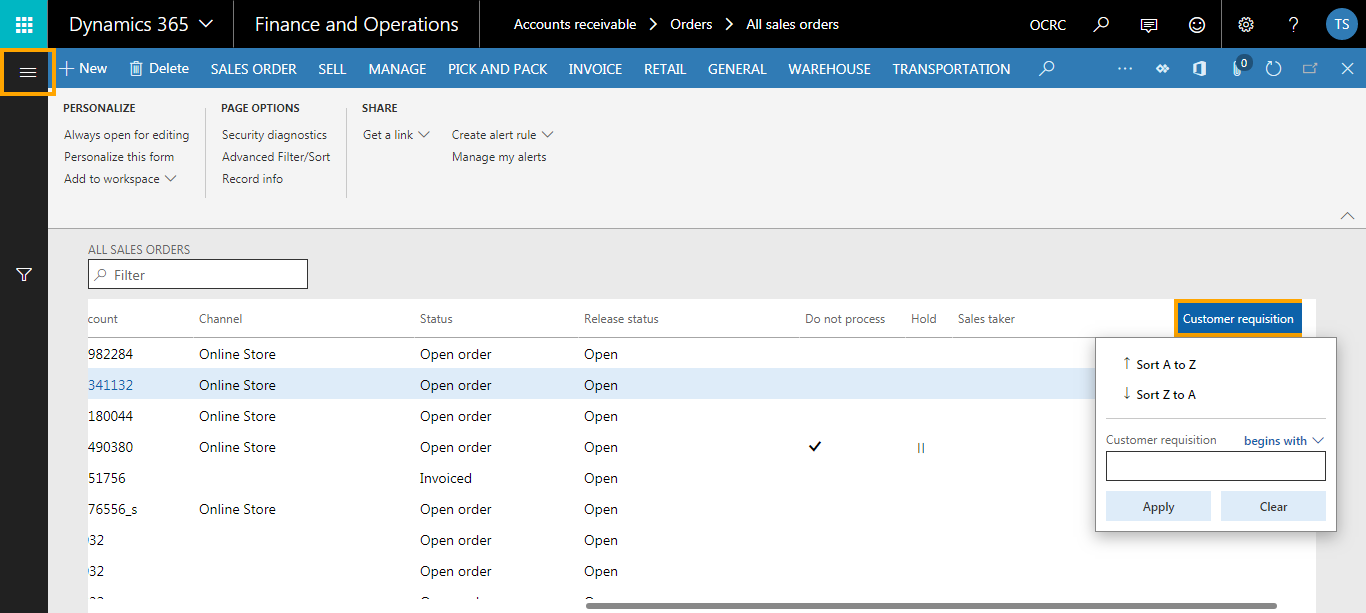 Dynamics 365 Finance and Operations Accounts receivable Orders All sales orders OCRC ? TS
New Delete SALES ORDER SELL MANAGE PICK AND PACK INVOICE RETAIL GENERAL WAREHOUSE TRANSPORTATION ... 0
PERSONALIZE PAGE OPTIONS SHARE
Always open for editing Security diagnostics Get a link Create alert rule
Personalize this form Advanced Filter/Sort Manage my alerts
Add to workspace Record info
ALL SALES ORDERS
Filter
count Channel Status Release status Do not process Hold Sales taker Customer requisition
982284 Online Store Open order Open
341132 Online Store Open order Open
180044 Online Store Open order Open
490380 Online Store Open order Open
51756 Invoiced Open
76556_s Online Store Open order Open
32 Open order Open
32 Open order Open
Sort A to Z
Sort Z to A
Customer requisition begins with
Apply Clear